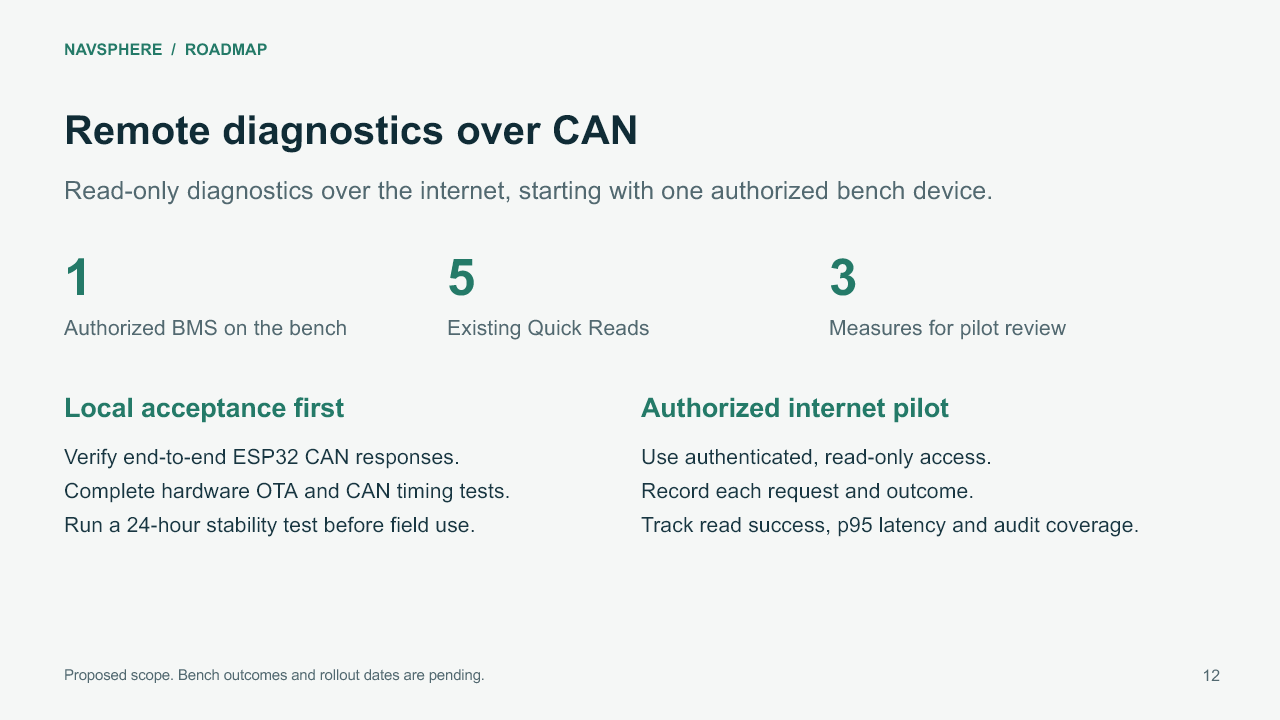 NAVSPHERE / ROADMAP
Remote diagnostics over CAN
Read-only diagnostics over the internet, starting with one authorized bench device.
1
Authorized BMS on the bench
5
Existing Quick Reads
3
Measures for pilot review
Local acceptance first
Verify end-to-end ESP32 CAN responses.
Complete hardware OTA and CAN timing tests.
Run a 24-hour stability test before field use.
Authorized internet pilot
Use authenticated, read-only access.
Record each request and outcome.
Track read success, p95 latency and audit coverage.
Proposed scope. Bench outcomes and rollout dates are pending.
12